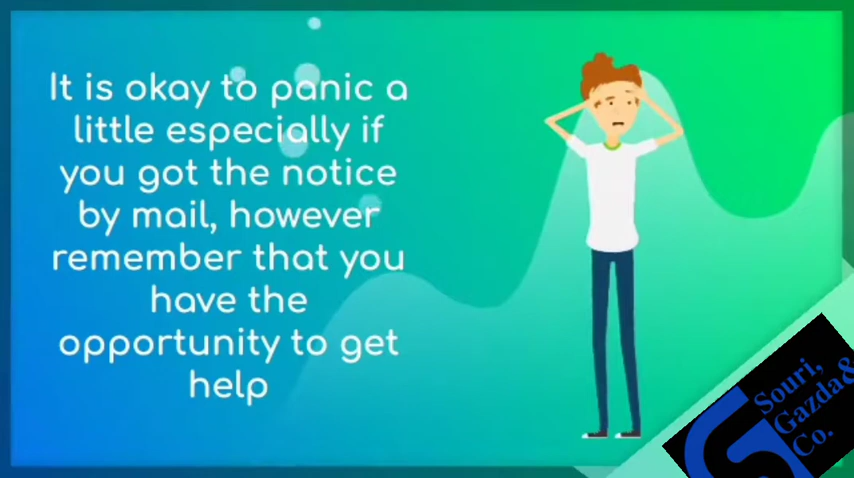 It is okay to panic a
little especially if
you got the notice
by mail, however
remember that you
have the
opportunity to get
help
Souri,
Gazda&
Co.